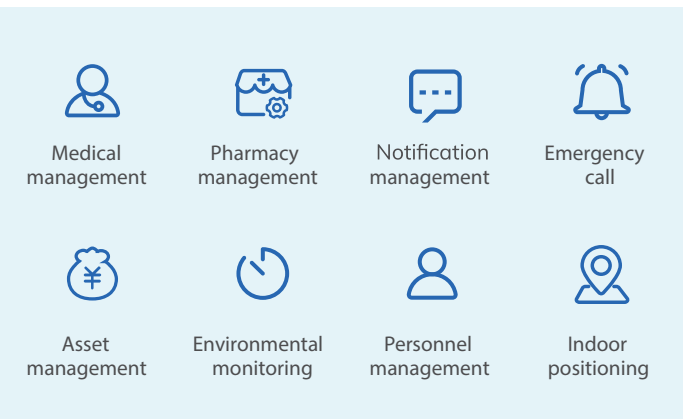 Medical
management
Pharmacy
management
Notification
management
Emergency
call
¥
Asset
management
Environmental
monitoring
Personnel
management
Indoor
positioning